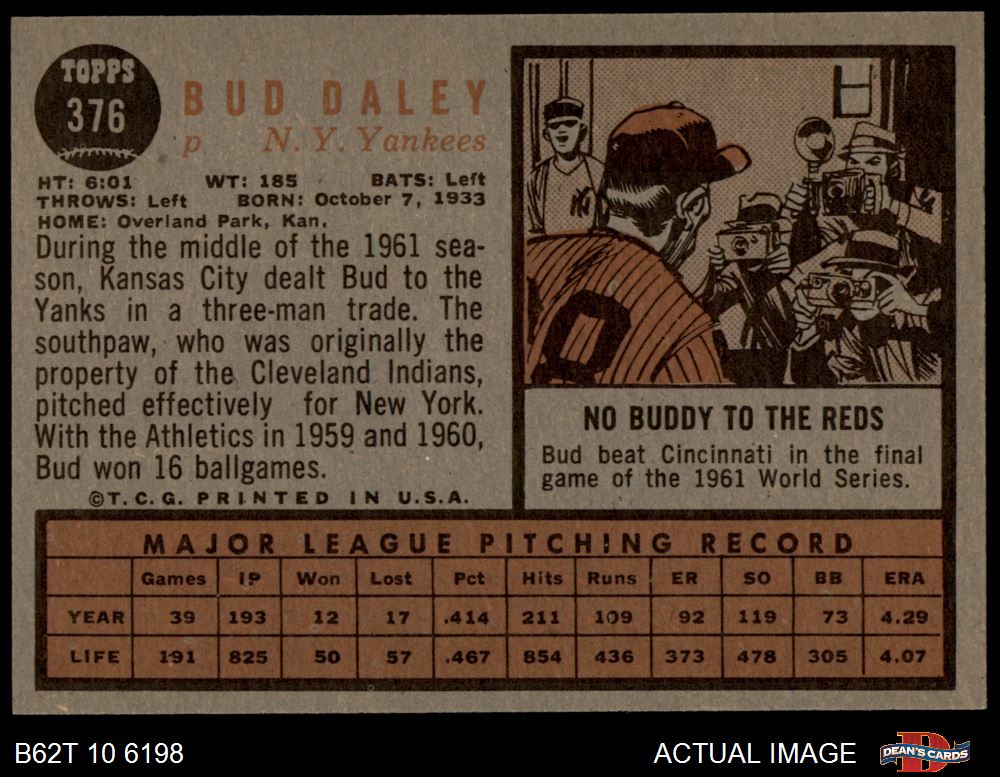 TOPPS
376
BUD DALEY
p N. Y. Yankees
HT: 6:01 WT: 185 BATS: Left
THROWS: Left BORN: October 7, 1933
HOME: Overland Park, Kan.
During the middle of the 1961 sea-
son, Kansas City dealt Bud to the
Yanks in a three-man trade. The
southpaw, who was originally the
property of the Cleveland Indians,
pitched effectively for New York.
With the Athletics in 1959 and 1960,
Bud won 16 ballgames.
©T.C.G. PRINTED IN U.S.A.
NY
NO BUDDY TO THE REDS
Bud beat Cincinnati in the final
game of the 1961 World Series.
MAJOR LEAGUE PITCHING RECORD
Games IP Won Lost Pct Hits Runs ER SO BB ERA
YEAR 39 193 12 17 .414 211 109 92 119 73 4.29
LIFE 191 825 50 57 .467 854 436 373 478 305 4.07
B62T 10 6198
ACTUAL IMAGE
DEAN'S CARDS